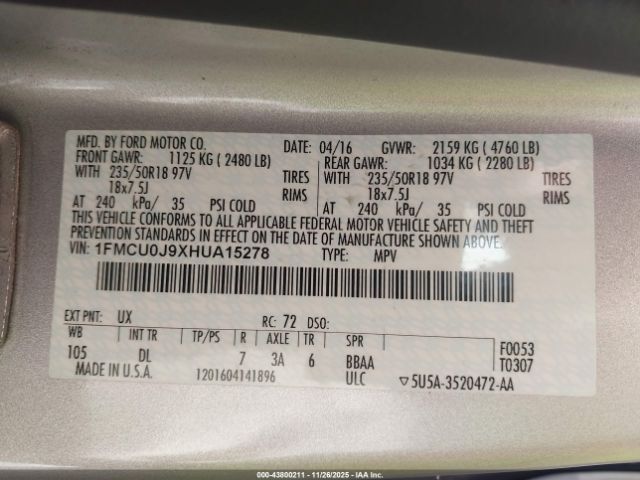 MFD. BY FORD MOTOR CO. DATE: 04/16 GVWR: 2159 KG ( 4760 LB)
FRONT GAWR: 1125 KG ( 2480 LB) REAR GAWR: 1034 KG ( 2280 LB)
WITH 235/50R18 97V TIRES WITH 235/50R18 97V TIRES
18x7.5J RIMS 18x7.5J RIMS
AT 240 kPa/ 35 PSI COLD AT 240 kPa/ 35 PSI COLD
THIS VEHICLE CONFORMS TO ALL APPLICABLE FEDERAL MOTOR VEHICLE SAFETY AND THEFT
PREVENTION STANDARDS IN EFFECT ON THE DATE OF MANUFACTURE SHOWN ABOVE.
VIN: 1FMCU0J9XHUA15278 TYPE: MPV
EXT PNT: UX RC: 72 DSO:
WB INT TR TP/PS R AXLE TR SPR F0053
105 DL 7 3A 6 BBAA T0307
MADE IN U.S.A. 1201604141896 ULC ▽5U5A-3520472-AA
000-43800211 - 11/26/2025 - IAA Inc.